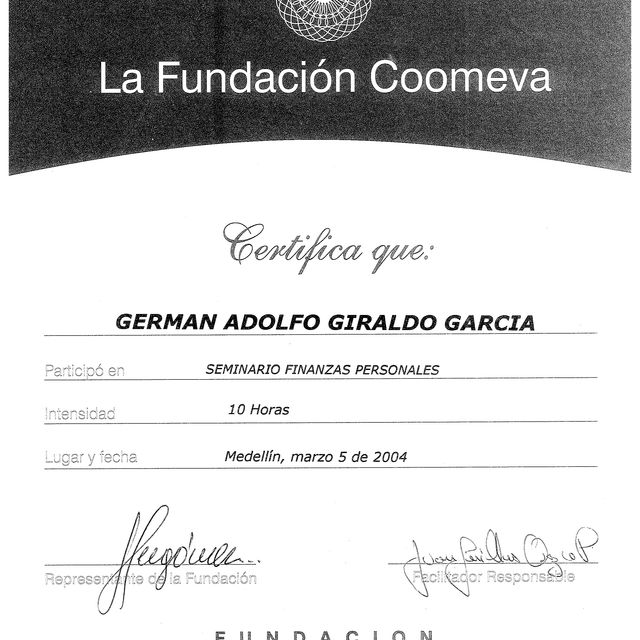 La Fundación Coomeva
Certifica que:
GERMAN ADOLFO GIRALDO GARCIA
Participó en SEMINARIO FINANZAS PERSONALES
Intensidad 10 Horas
Lugar y fecha Medellín, marzo 5 de 2004
Representante de la Fundación Facilitador Responsable
FUNDACION